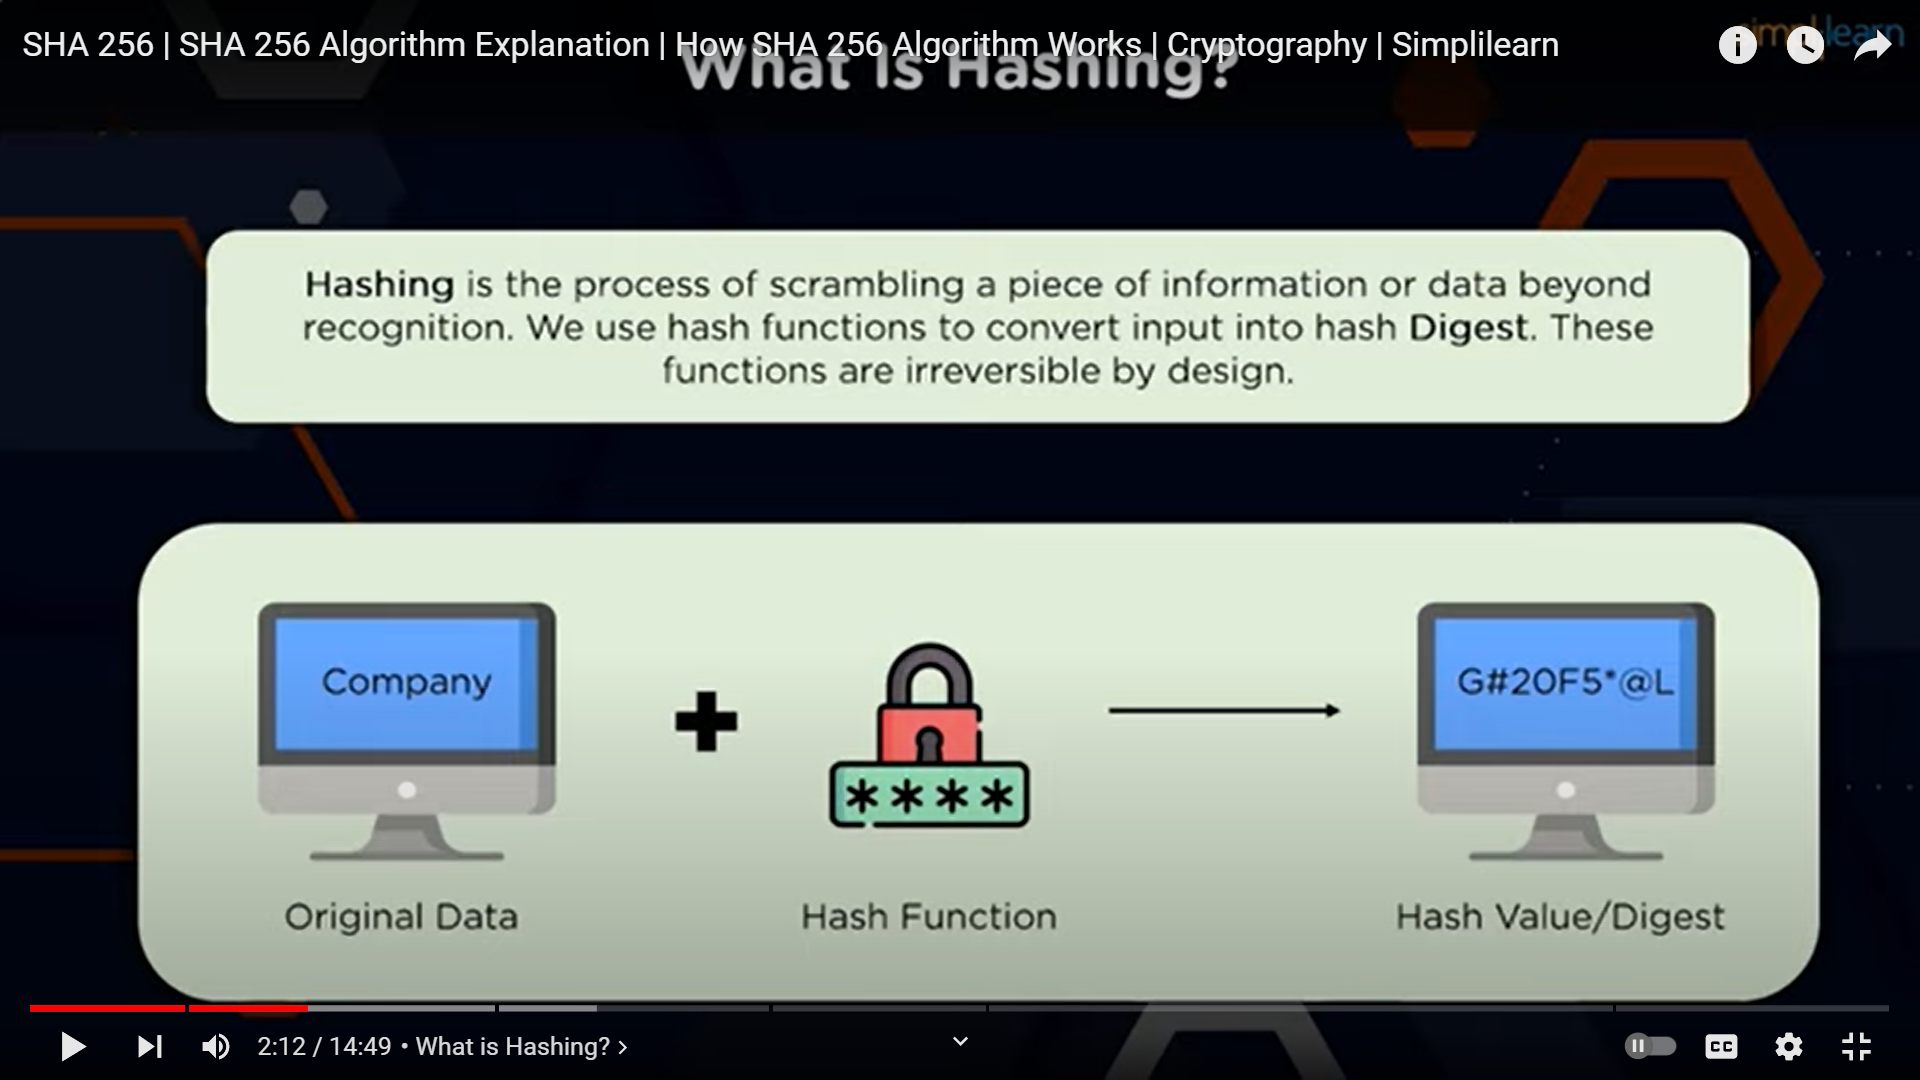 SHA 256 | SHA 256 Algorithm Explanation | How SHA 256 Algorithm Works | Cryptography | Simplilearn
simplilearn
What Is Hashing?
Hashing is the process of scrambling a piece of information or data beyond
recognition. We use hash functions to convert input into hash Digest. These
functions are irreversible by design.
Company
G#20F5*@L
****
Original Data
Hash Function
Hash Value/Digest
2:12 / 14:49 • What is Hashing? ›
CC